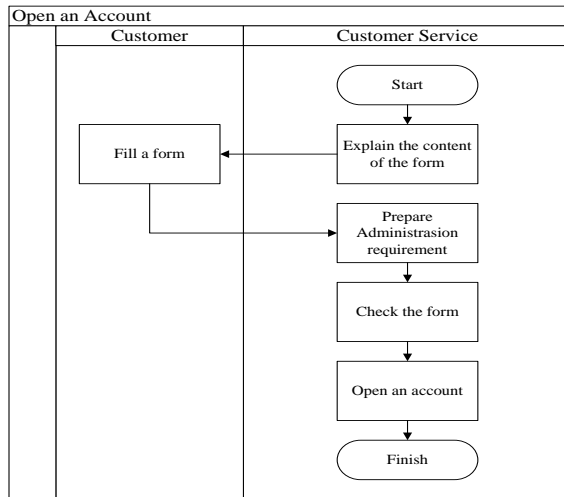 Open an Account
Customer
Customer Service
Start
Explain the content
of the form
Fill a form
Prepare
Administrasion
requirement
Check the form
Open an account
Finish